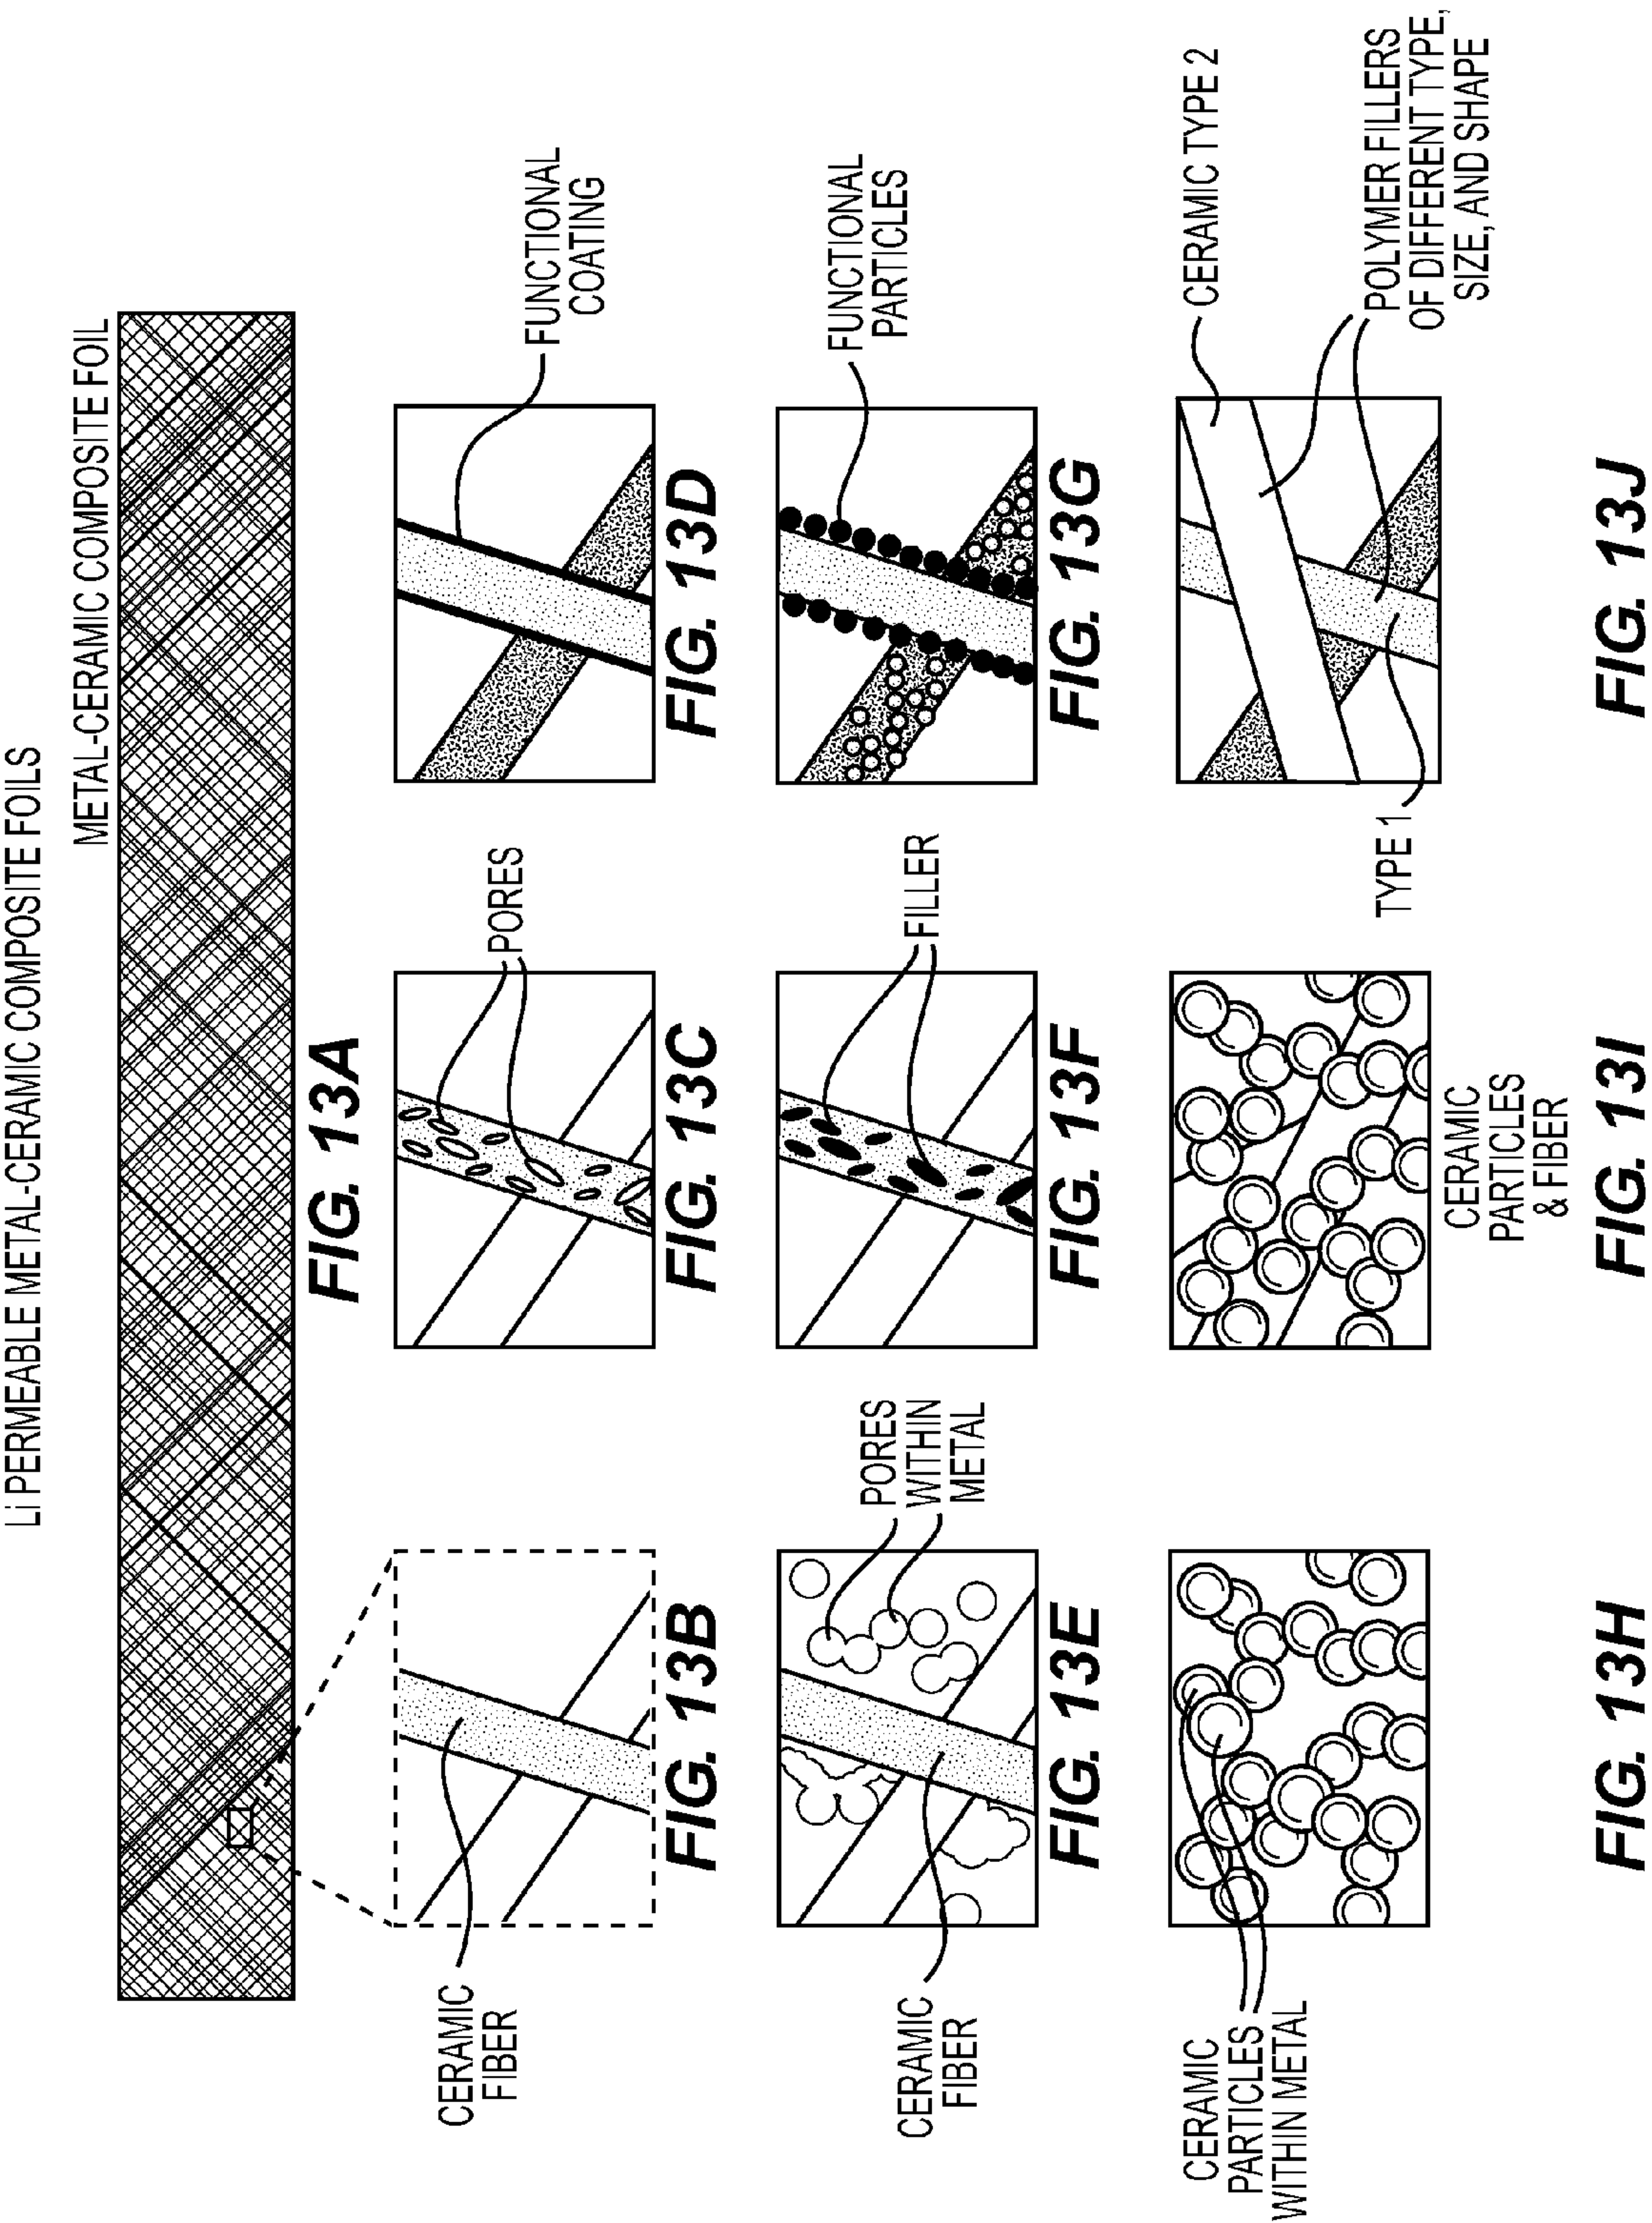 Li PERMEABLE METAL-CERAMIC COMPOSITE FOILS
METAL-CERAMIC COMPOSITE FOIL
FIG. 13A
CERAMIC
FIBER
FIG. 13B
PORES
FIG. 13C
FUNCTIONAL
COATING
FIG. 13D
CERAMIC
FIBER
PORES
WITHIN
METAL
FIG. 13E
FILLER
FIG. 13F
FUNCTIONAL
PARTICLES
FIG. 13G
CERAMIC
PARTICLES
WITHIN METAL
FIG. 13H
CERAMIC
PARTICLES
& FIBER
FIG. 13I
TYPE 1
CERAMIC TYPE 2
POLYMER FILLERS
OF DIFFERENT TYPE,
SIZE, AND SHAPE
FIG. 13J